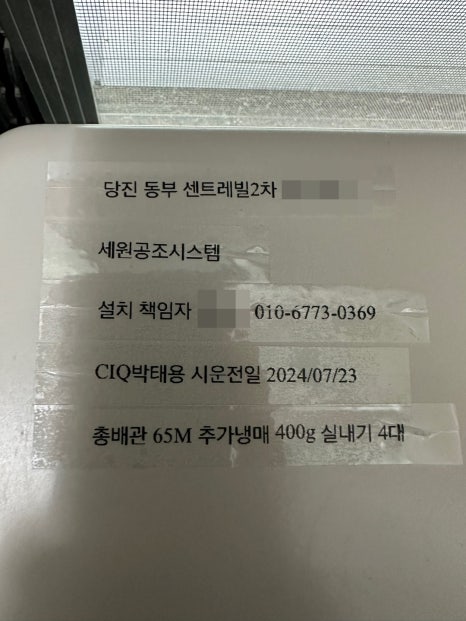 당진 동부 센트레빌2차
세원공조시스템
설치 책임자 010-6773-0369
CIQ박태용 시운전일 2024/07/23
총배관 65M 추가냉매 400g 실내기 4대